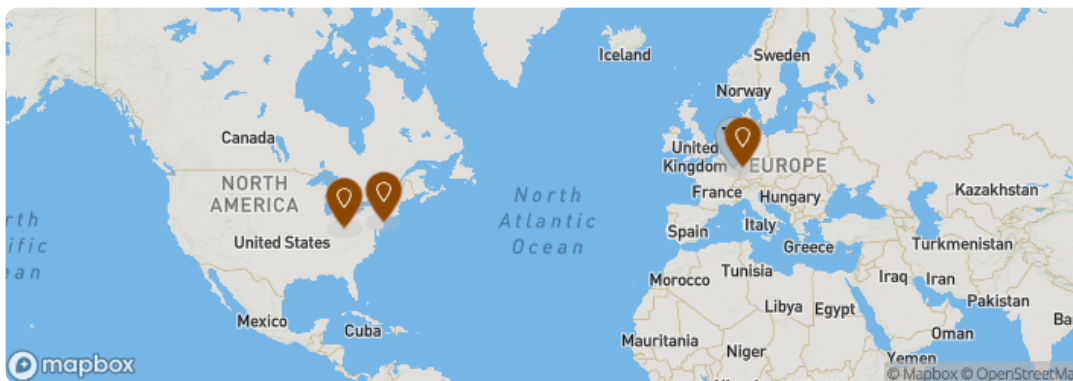 Iceland
Sweden
Norway
Canada
United
Kingdom
EUROPE
NORTH
AMERICA
France
Hungary
Kazakhstan
North
Atlantic
Ocean
United States
Spain
Italy
Greece
Turkmenistan
Morocco
Tunisia
Iraq
Iran
Mexico
Cuba
Libya
Egypt
Pakistan
Mauritania
Niger
Oman
Yemen
mapbox
© Mapbox © OpenStreetMa